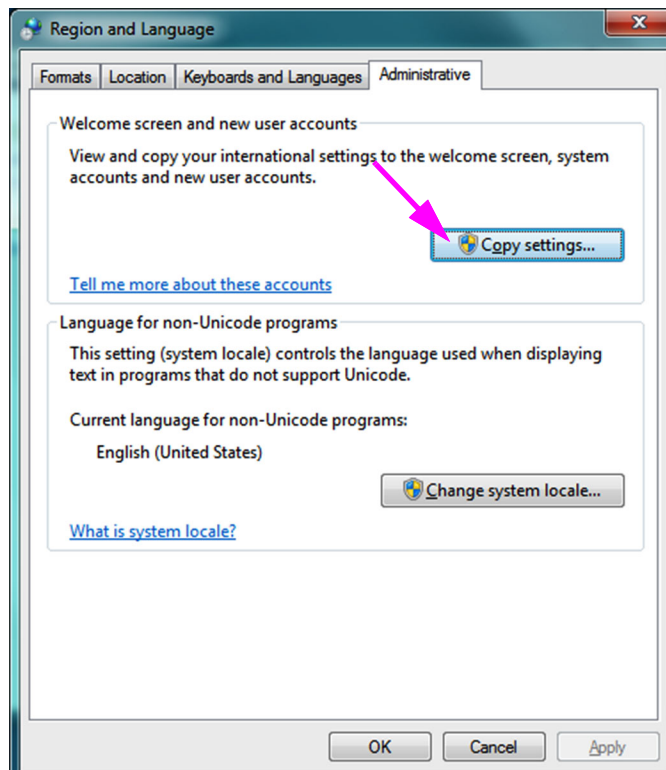 Region and Language
Formats Location Keyboards and Languages Administrative
Welcome screen and new user accounts
View and copy your international settings to the welcome screen, system
accounts and new user accounts.
Copy settings...
Tell me more about these accounts
Language for non-Unicode programs
This setting (system locale) controls the language used when displaying
text in programs that do not support Unicode.
Current language for non-Unicode programs:
English (United States)
Change system locale...
What is system locale?
OK Cancel Apply